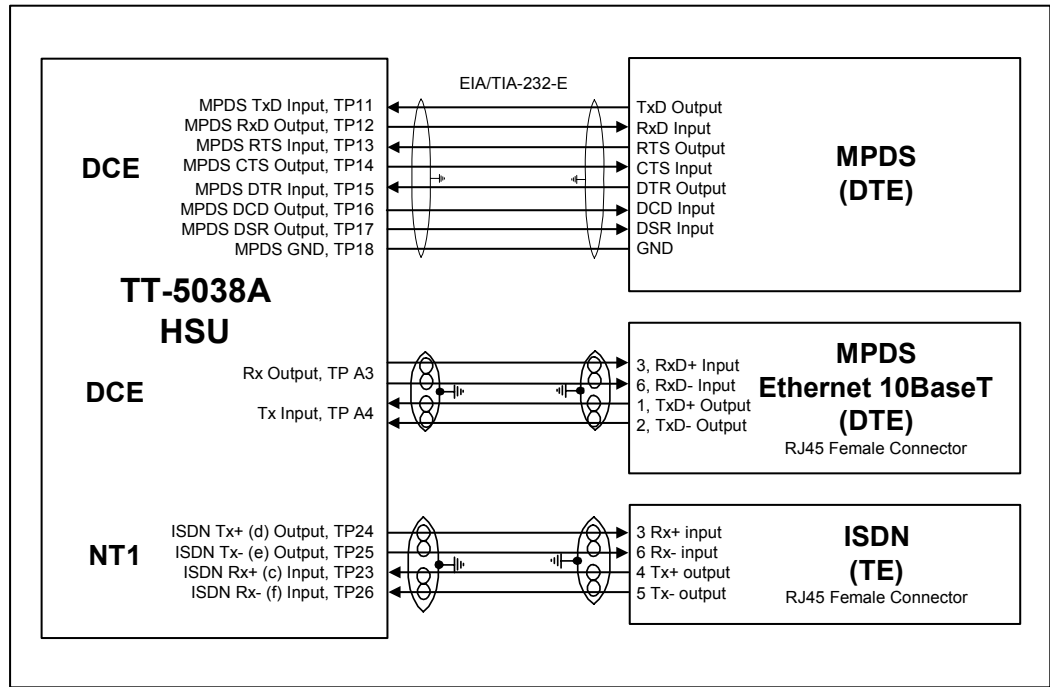 EIA/TIA-232-E
DCE
MPDS TxD Input, TP11
MPDS RxD Output, TP12
MPDS RTS Input, TP13
MPDS CTS Output, TP14
MPDS DTR Input, TP15
MPDS DCD Output, TP16
MPDS DSR Output, TP17
MPDS GND, TP18
TxD Output
RxD Input
RTS Output
CTS Input
DTR Output
DCD Input
DSR Input
GND
MPDS
(DTE)
TT-5038A
HSU
DCE
Rx Output, TP A3
Tx Input, TP A4
3, RxD+ Input
6, RxD- Input
1, TxD+ Output
2, TxD- Output
MPDS
Ethernet 10BaseT
(DTE)
RJ45 Female Connector
NT1
ISDN Tx+ (d) Output, TP24
ISDN Tx- (e) Output, TP25
ISDN Rx+ (c) Input, TP23
ISDN Rx- (f) Input, TP26
3 Rx+ input
6 Rx- input
4 Tx+ output
5 Tx- output
ISDN
(TE)
RJ45 Female Connector